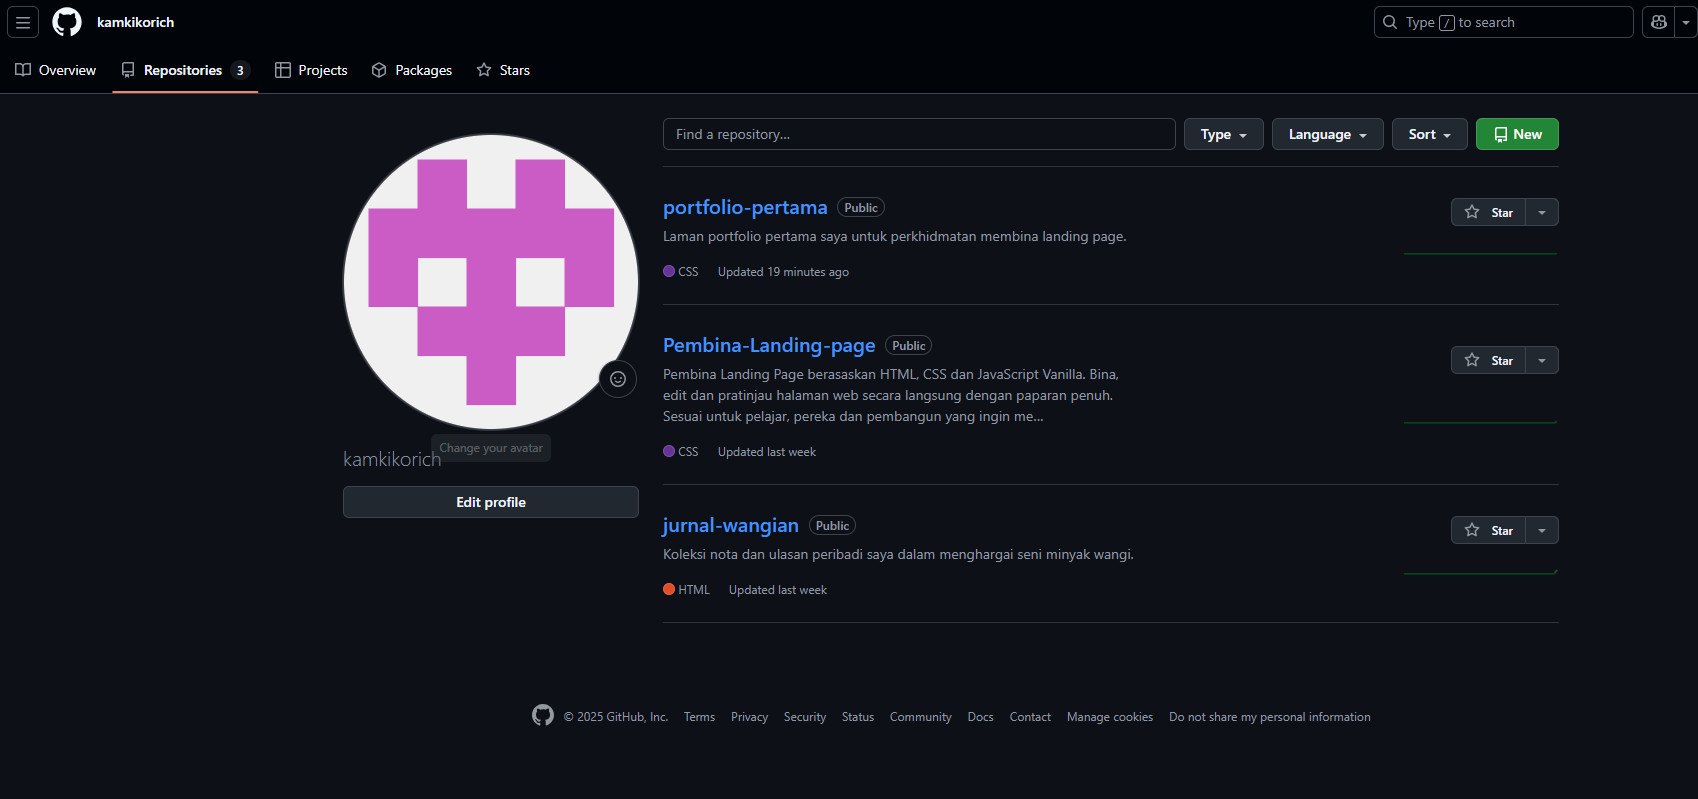 kamkikorich
Type / to search
Overview
Repositories 3
Projects
Packages
Stars
Find a repository...
Type
Language
Sort
New
portfolio-pertama Public
Star
Laman portfolio pertama saya untuk perkhidmatan membina landing page.
CSS Updated 19 minutes ago
Pembina-Landing-page Public
Star
Pembina Landing Page berasaskan HTML, CSS dan JavaScript Vanilla. Bina,
edit dan pratinjau halaman web secara langsung dengan paparan penuh.
Sesuai untuk pelajar, pereka dan pembangun yang ingin me...
CSS Updated last week
jurnal-wangian Public
Star
Koleksi nota dan ulasan peribadi saya dalam menghargai seni minyak wangi.
HTML Updated last week
Change your avatar
kamkikorich
Edit profile
© 2025 GitHub, Inc. Terms Privacy Security Status Community Docs Contact Manage cookies Do not share my personal information